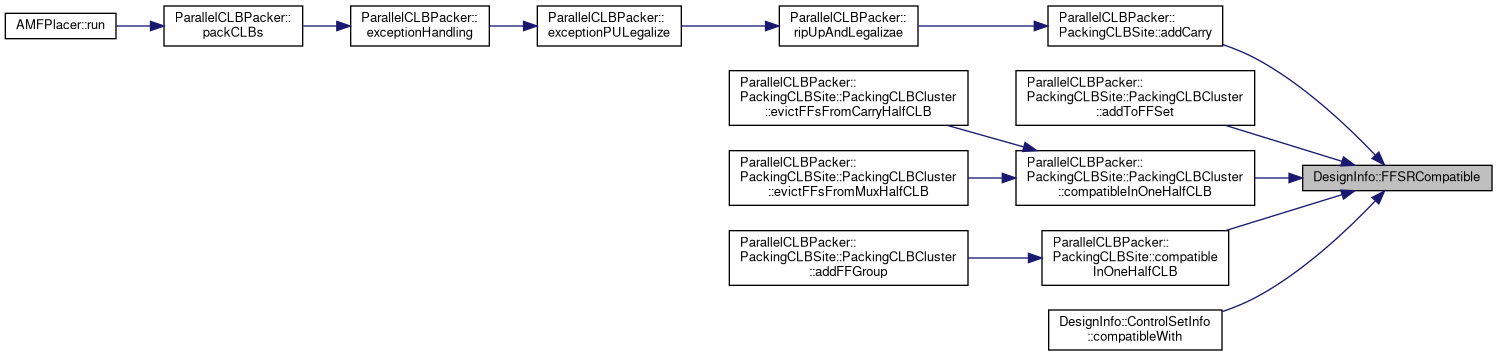 AMFPlacer::run
ParallelCLBPacker::
packCLBs
ParallelCLBPacker::
exceptionHandling
ParallelCLBPacker::
exceptionPULegalize
ParallelCLBPacker::
ripUpAndLegalizae
ParallelCLBPacker::
PackingCLBSite::addCarry
ParallelCLBPacker::
PackingCLBSite::PackingCLBCluster
::evictFFsFromCarryHalfCLB
ParallelCLBPacker::
PackingCLBSite::PackingCLBCluster
::addToFFSet
ParallelCLBPacker::
PackingCLBSite::PackingCLBCluster
::evictFFsFromMuxHalfCLB
ParallelCLBPacker::
PackingCLBSite::PackingCLBCluster
::compatibleInOneHalfCLB
DesignInfo::FFSRCompatible
ParallelCLBPacker::
PackingCLBSite::PackingCLBCluster
::addFFGroup
ParallelCLBPacker::
PackingCLBSite::compatible
InOneHalfCLB
DesignInfo::ControlSetInfo
::compatibleWith